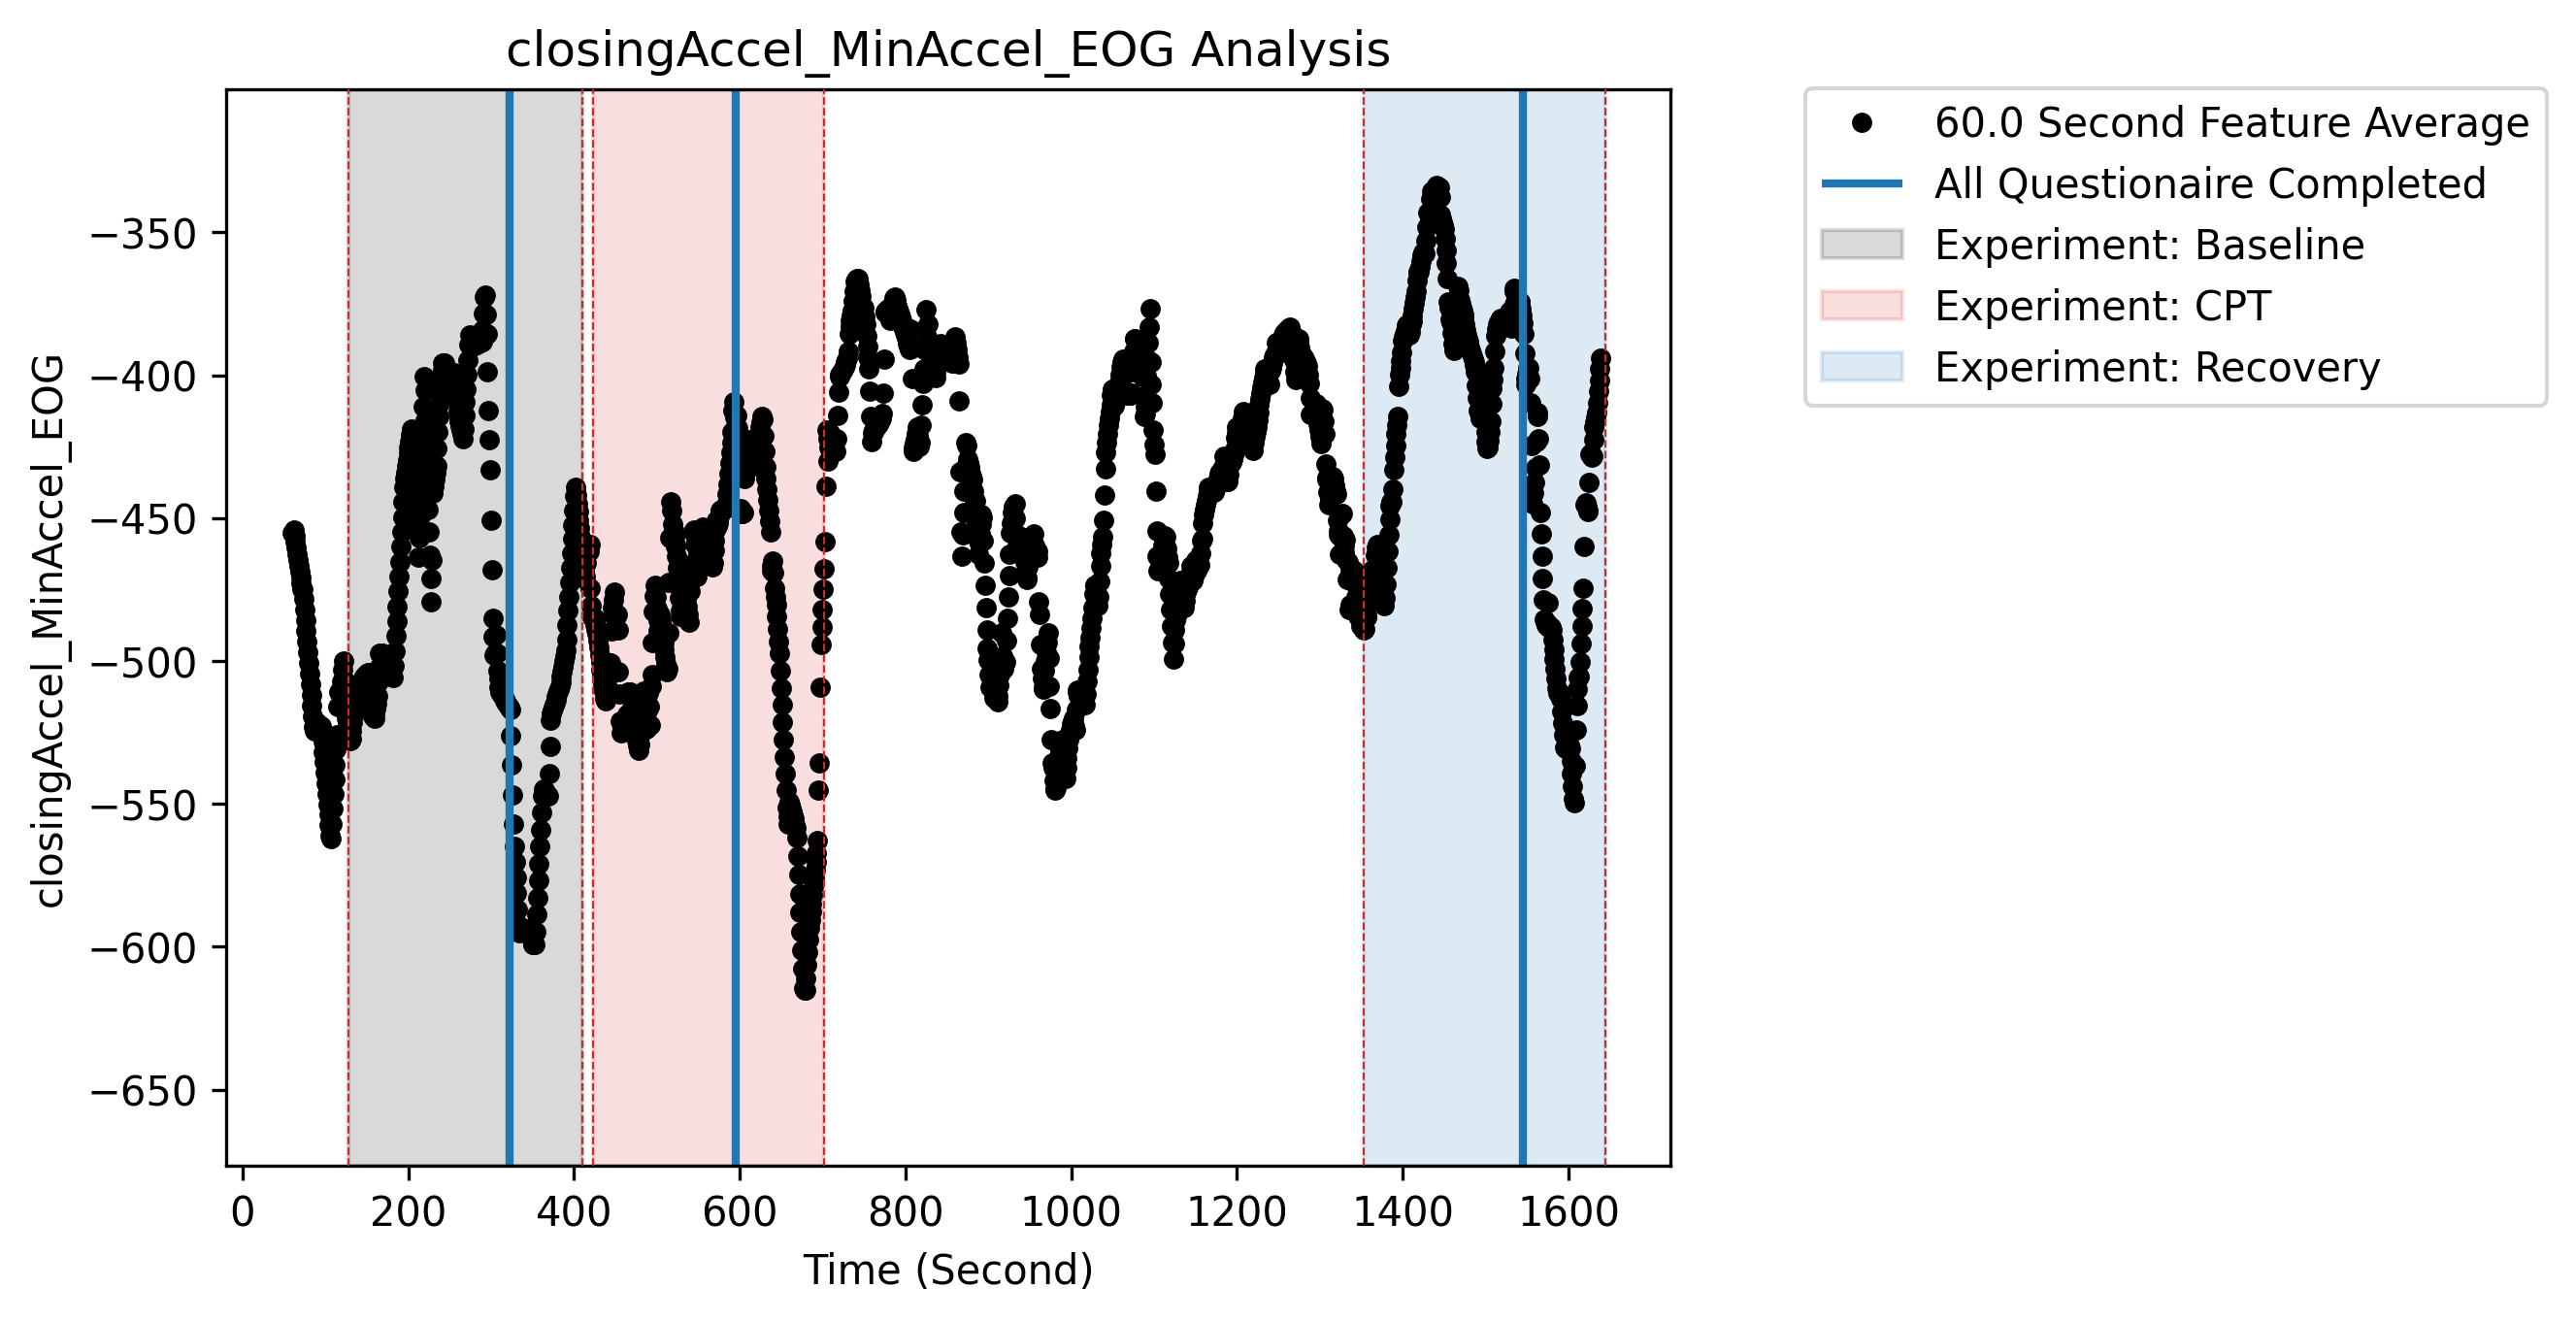 closingAccel_MinAccel_EOG Analysis
60.0 Second Feature Average
All Questionaire Completed
Experiment: Baseline
Experiment: CPT
Experiment: Recovery
closingAccel_MinAccel_EOG
−350
−400
−450
−500
−550
−600
−650
0 200 400 600 800 1000 1200 1400 1600
Time (Second)